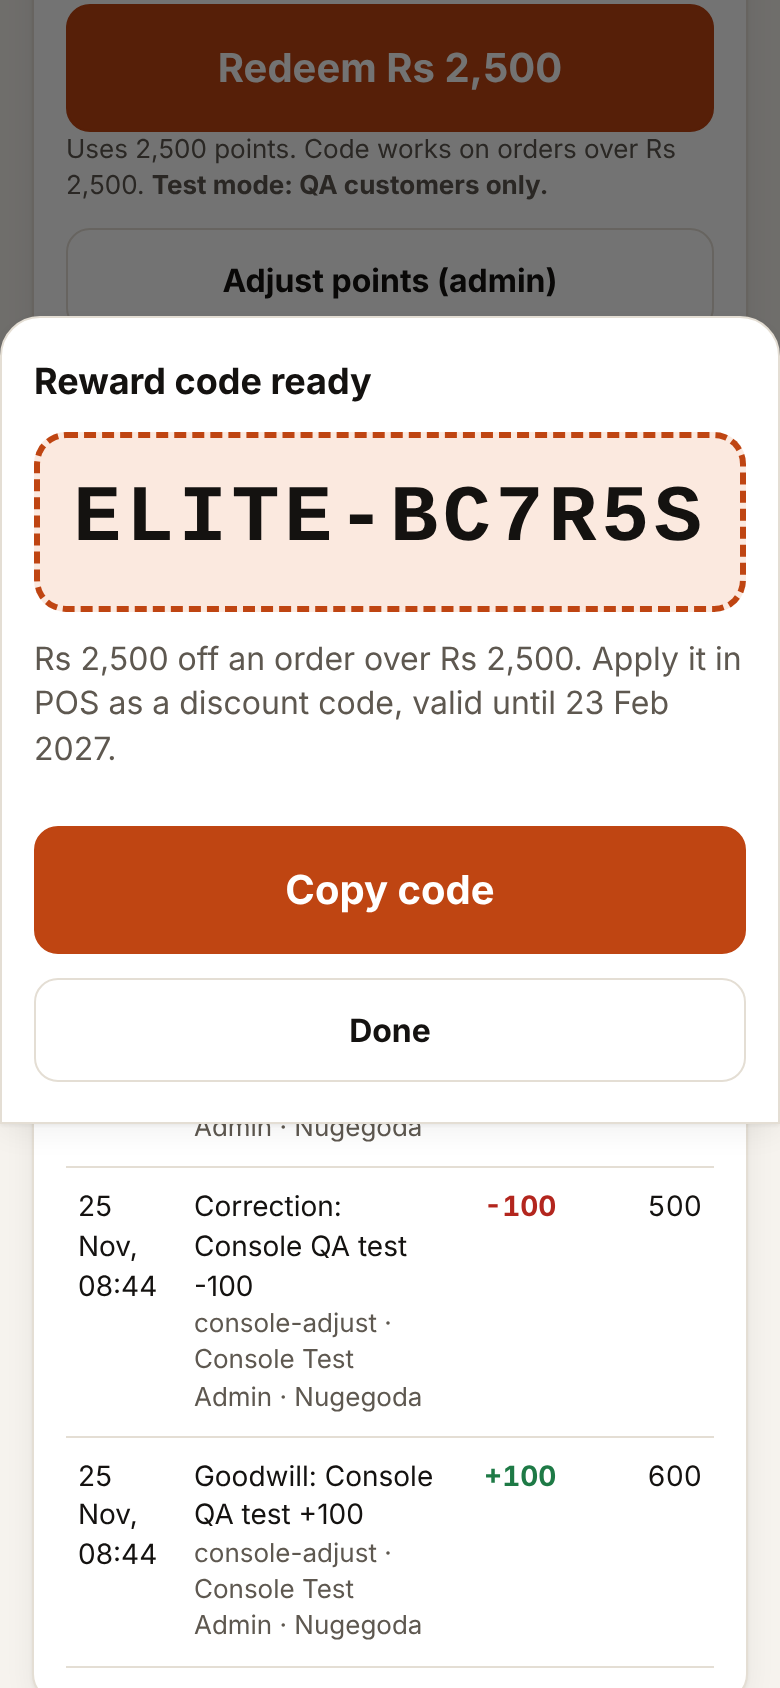 Redeem Rs 2,500
Uses 2,500 points. Code works on orders over Rs
2,500. Test mode: QA customers only.
Adjust points (admin)
Reward code ready
ELITE-BC7R5S
Rs 2,500 off an order over Rs 2,500. Apply it in
POS as a discount code, valid until 23 Feb
2027.
Copy code
Done
Admin · Nugegoda
25 Correction: -100 500
Nov, Console QA test
08:44 -100
console-adjust ·
Console Test
Admin · Nugegoda
25 Goodwill: Console +100 600
Nov, QA test +100
08:44 console-adjust ·
Console Test
Admin · Nugegoda